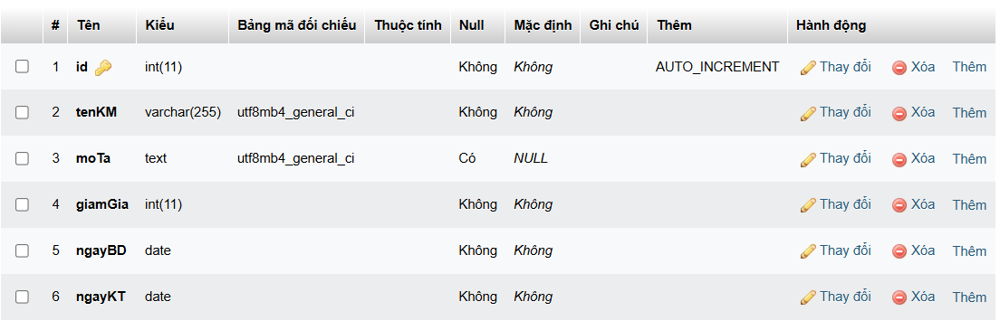 # Tên Kiểu Bảng mã đối chiếu Thuộc tính Null Mặc định Ghi chú Thêm Hành động
1 id int(11) Không Không AUTO_INCREMENT Thay đổi Xóa Thêm
2 tenKM varchar(255) utf8mb4_general_ci Không Không Thay đổi Xóa Thêm
3 moTa text utf8mb4_general_ci Có NULL Thay đổi Xóa Thêm
4 giamGia int(11) Không Không Thay đổi Xóa Thêm
5 ngayBD date Không Không Thay đổi Xóa Thêm
6 ngayKT date Không Không Thay đổi Xóa Thêm